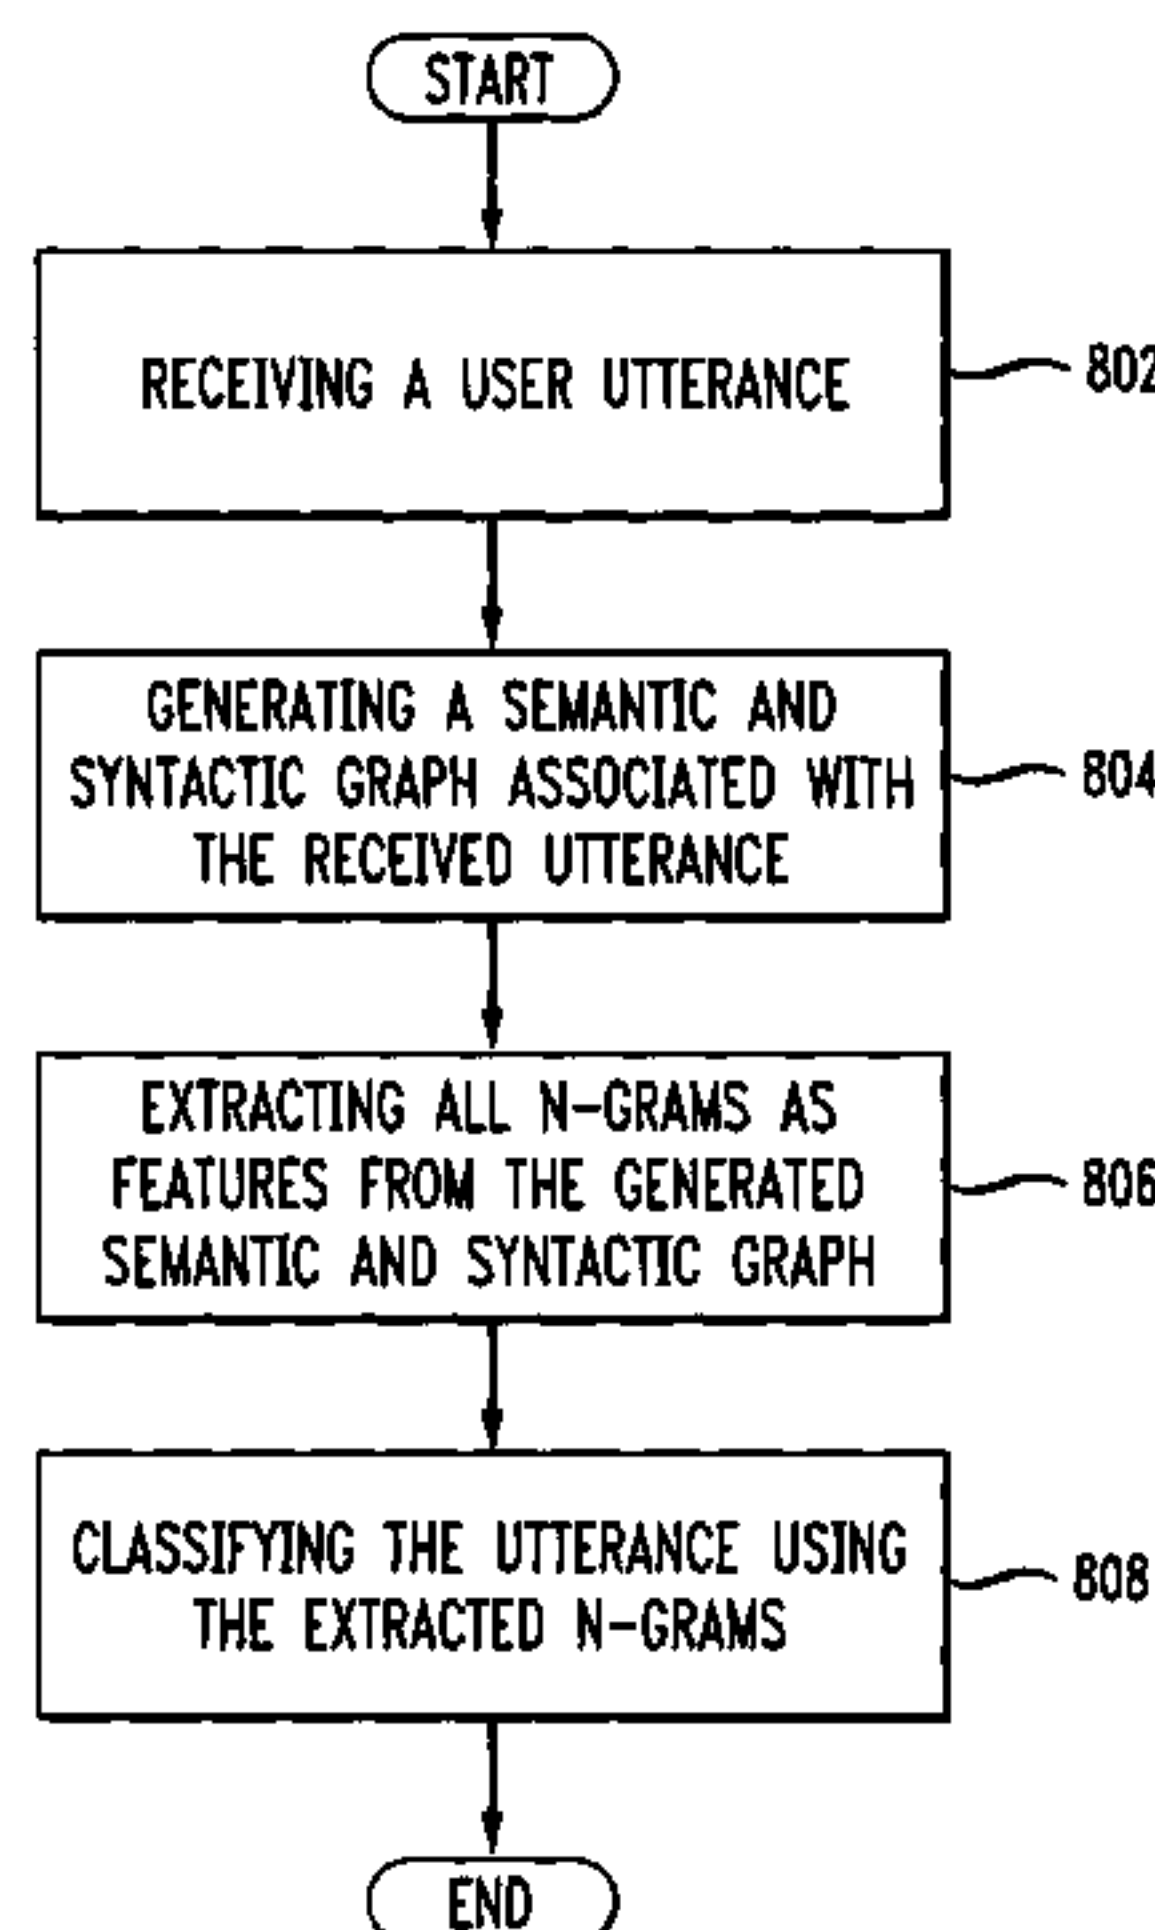 START
RECEIVING A USER UTTERANCE
802
GENERATING A SEMANTIC AND
SYNTACTIC GRAPH ASSOCIATED WITH
THE RECEIVED UTTERANCE
804
EXTRACTING ALL N-GRAMS AS
FEATURES FROM THE GENERATED
SEMANTIC AND SYNTACTIC GRAPH
806
CLASSIFYING THE UTTERANCE USING
THE EXTRACTED N-GRAMS
808
END